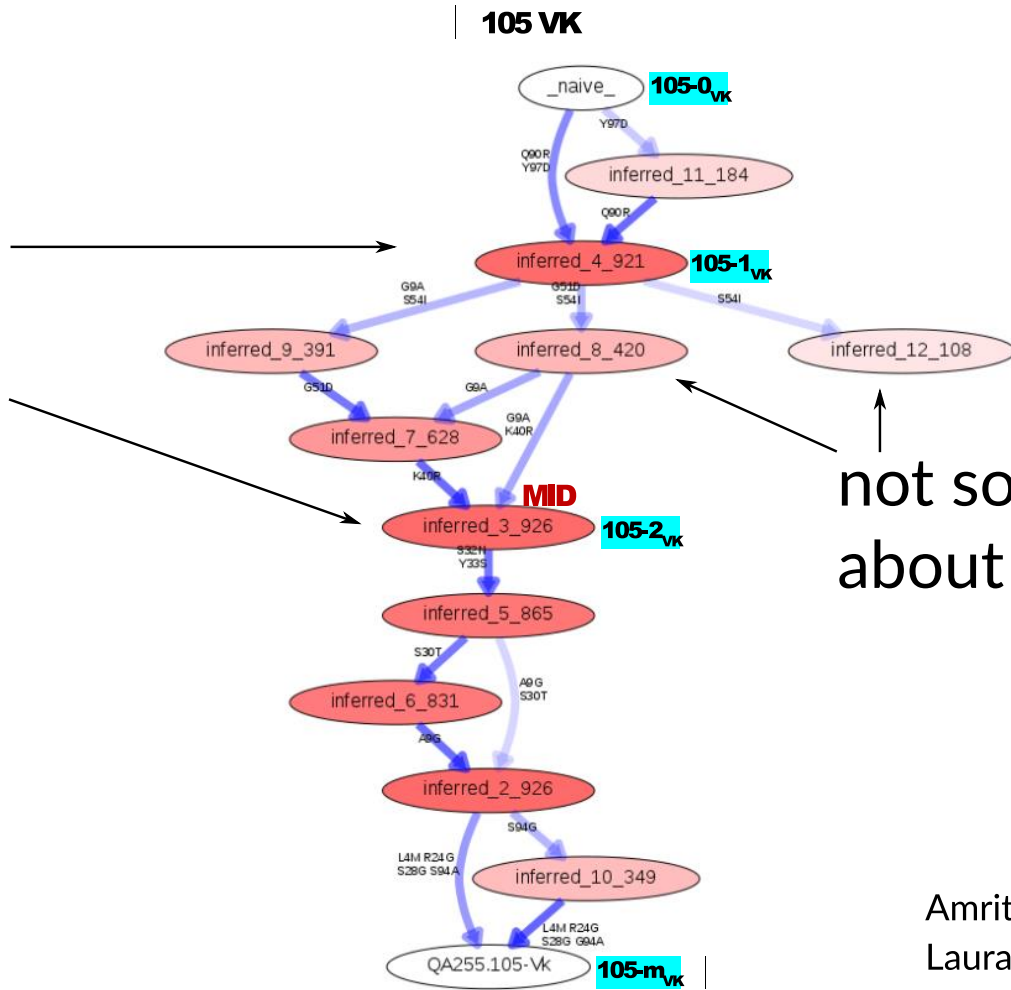 105 VK
_naive_
105-0VK
Y97D
Q90R
Y97D
inferred_11_184
Q90R
inferred_4_921
105-1VK
G9A
S54I
G51D
S54I
S54I
inferred_9_391
inferred_8_420
inferred_12_108
G51D
G9A
G9A
K40R
inferred_7_628
K40R
MID
inferred_3_926
105-2VK
not so
about
S32N
Y33S
inferred_5_865
S30T
A9G
S30T
inferred_6_831
A9G
inferred_2_926
S94G
L4M R24G
S28G S94A
inferred_10_349
L4M R24G
S28G G94A
QA255.105-Vk
105-mVK
Amrit
Laura